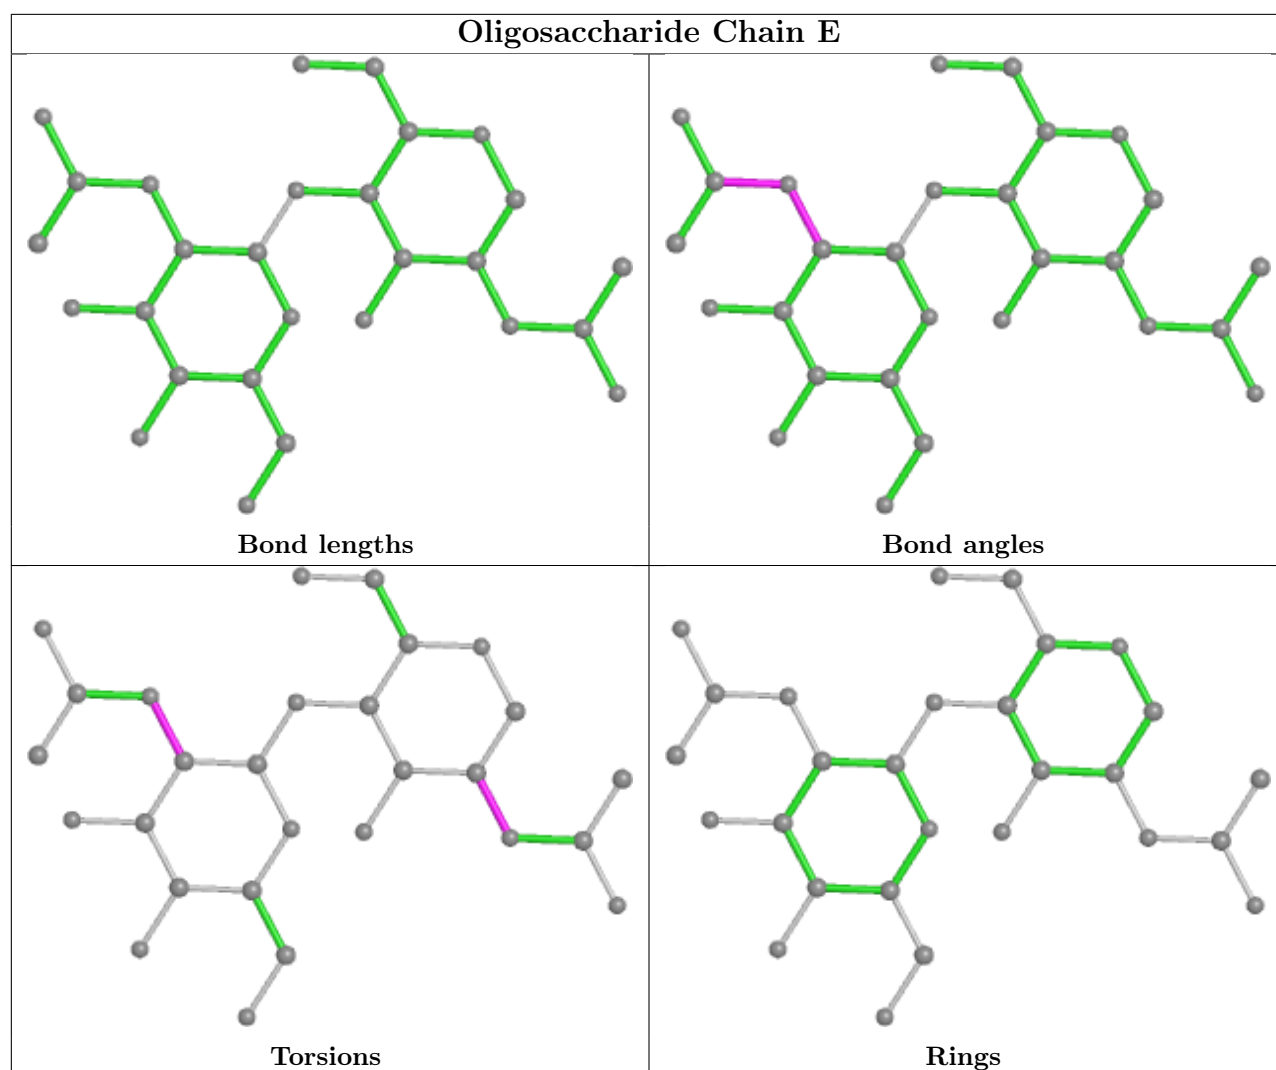 Oligosaccharide Chain E
Bond lengths
Bond angles
Torsions
Rings